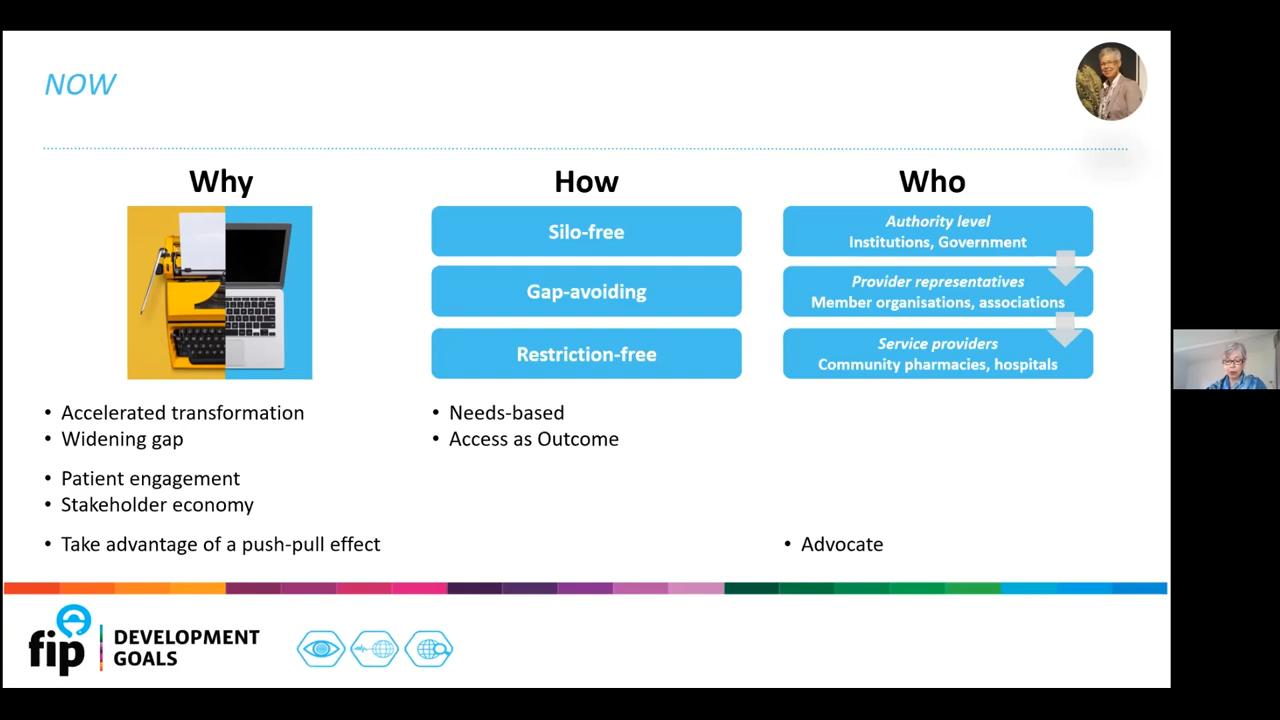 NOW
Why
How
Who
Silo-free
Gap-avoiding
Restriction-free
Authority level
Institutions, Government
Provider representatives
Member organisations, associations
Service providers
Community pharmacies, hospitals
• Accelerated transformation
• Widening gap
• Patient engagement
• Stakeholder economy
• Take advantage of a push-pull effect
• Needs-based
• Access as Outcome
• Advocate
fip
DEVELOPMENT
GOALS